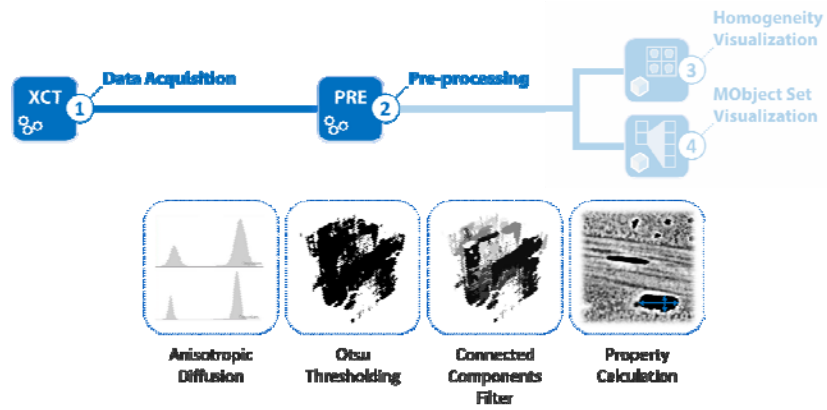 Homogeneity
Visualization
XCT
1
Data Acquisition
PRE
2
Pre-processing
3
MObject Set
Visualization
4
Anisotropic
Diffusion
Otsu
Thresholding
Connected
Components
Filter
Property
Calculation